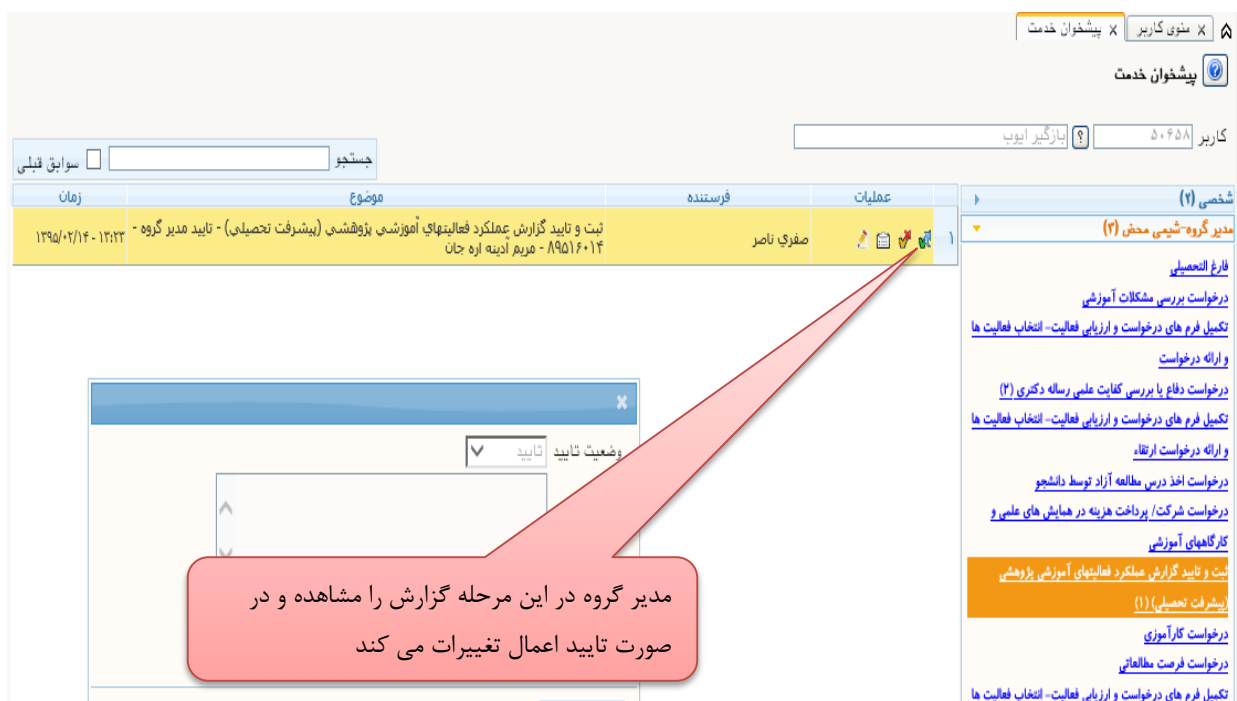 منوی کاربر
پیشخوان خدمت
پیشخوان خدمت
کاربر ۵۰۶۵۸ بازگیر ایوب
جستجو سوابق قبلی
شخصی (۲)
مدیر گروه-شیمی محض (۳)
فارغ التحصیلی
درخواست بررسی مشکلات آموزشی
تکمیل فرم های درخواست و ارزیابی فعالیت- انتخاب فعالیت ها
و ارائه درخواست
درخواست دفاع یا بررسی کفایت علمی رساله دکتری (۲)
تکمیل فرم های درخواست و ارزیابی فعالیت- انتخاب فعالیت ها
و ارائه درخواست ارتقاء
درخواست اخذ درس مطالعه آزاد توسط دانشجو
درخواست شرکت/ پرداخت هزینه در همایش های علمی و
کارگاههای آموزشی
ثبت و تایید گزارش عملکرد فعالیتهای آموزشی پژوهشی
(پیشرفت تحصیلی) (۱)
درخواست کارآموزی
درخواست فرصت مطالعاتی
تکمیل فرم های درخواست و ارزیابی فعالیت- انتخاب فعالیت ها
عملیات فرستنده موضوع زمان
۱ صفري ناصر ثبت و تاييد گزارش عملکرد فعاليتهاي آموزشي پژوهشي (پيشرفت تحصيلي) - تاييد مدير گروه - ۱۳۹۵/۰۲/۱۴ - ۱۳:۲۳
۸۹۵۱۶۰۱۴ - مریم آدینه اره جان
وضعیت تایید تایید
مدیر گروه در این مرحله گزارش را مشاهده و در
صورت تایید اعمال تغییرات می کند